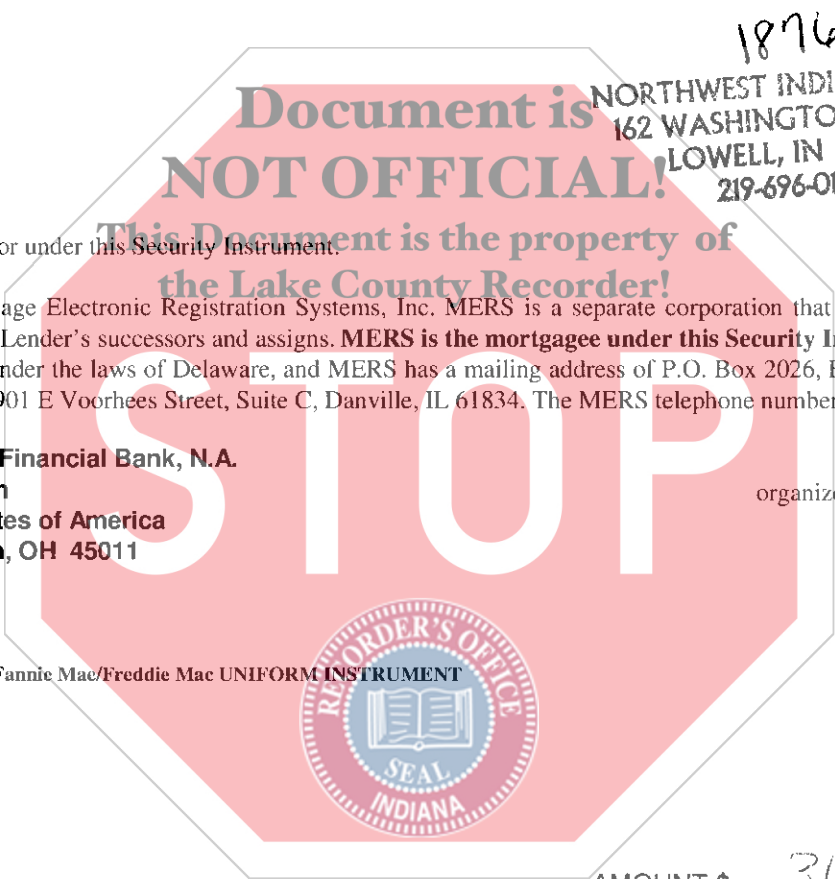 1876
NORTHWEST INDI
162 WASHINGTO
LOWELL, IN
219-696-01
Document is
NOT OFFICIAL!
This Document is the property of
the Lake County Recorder!
or under this Security Instrument.
age Electronic Registration Systems, Inc. MERS is a separate corporation that
Lender's successors and assigns. MERS is the mortgagee under this Security I
nder the laws of Delaware, and MERS has a mailing address of P.O. Box 2026,
901 E Voorhees Street, Suite C, Danville, IL 61834. The MERS telephone number
Financial Bank, N.A.
organize
tes of America
, OH 45011
STOP
Fannie Mae/Freddie Mac UNIFORM INSTRUMENT
RECORDER'S OFFICE
SEAL
INDIANA
AMOUNT $